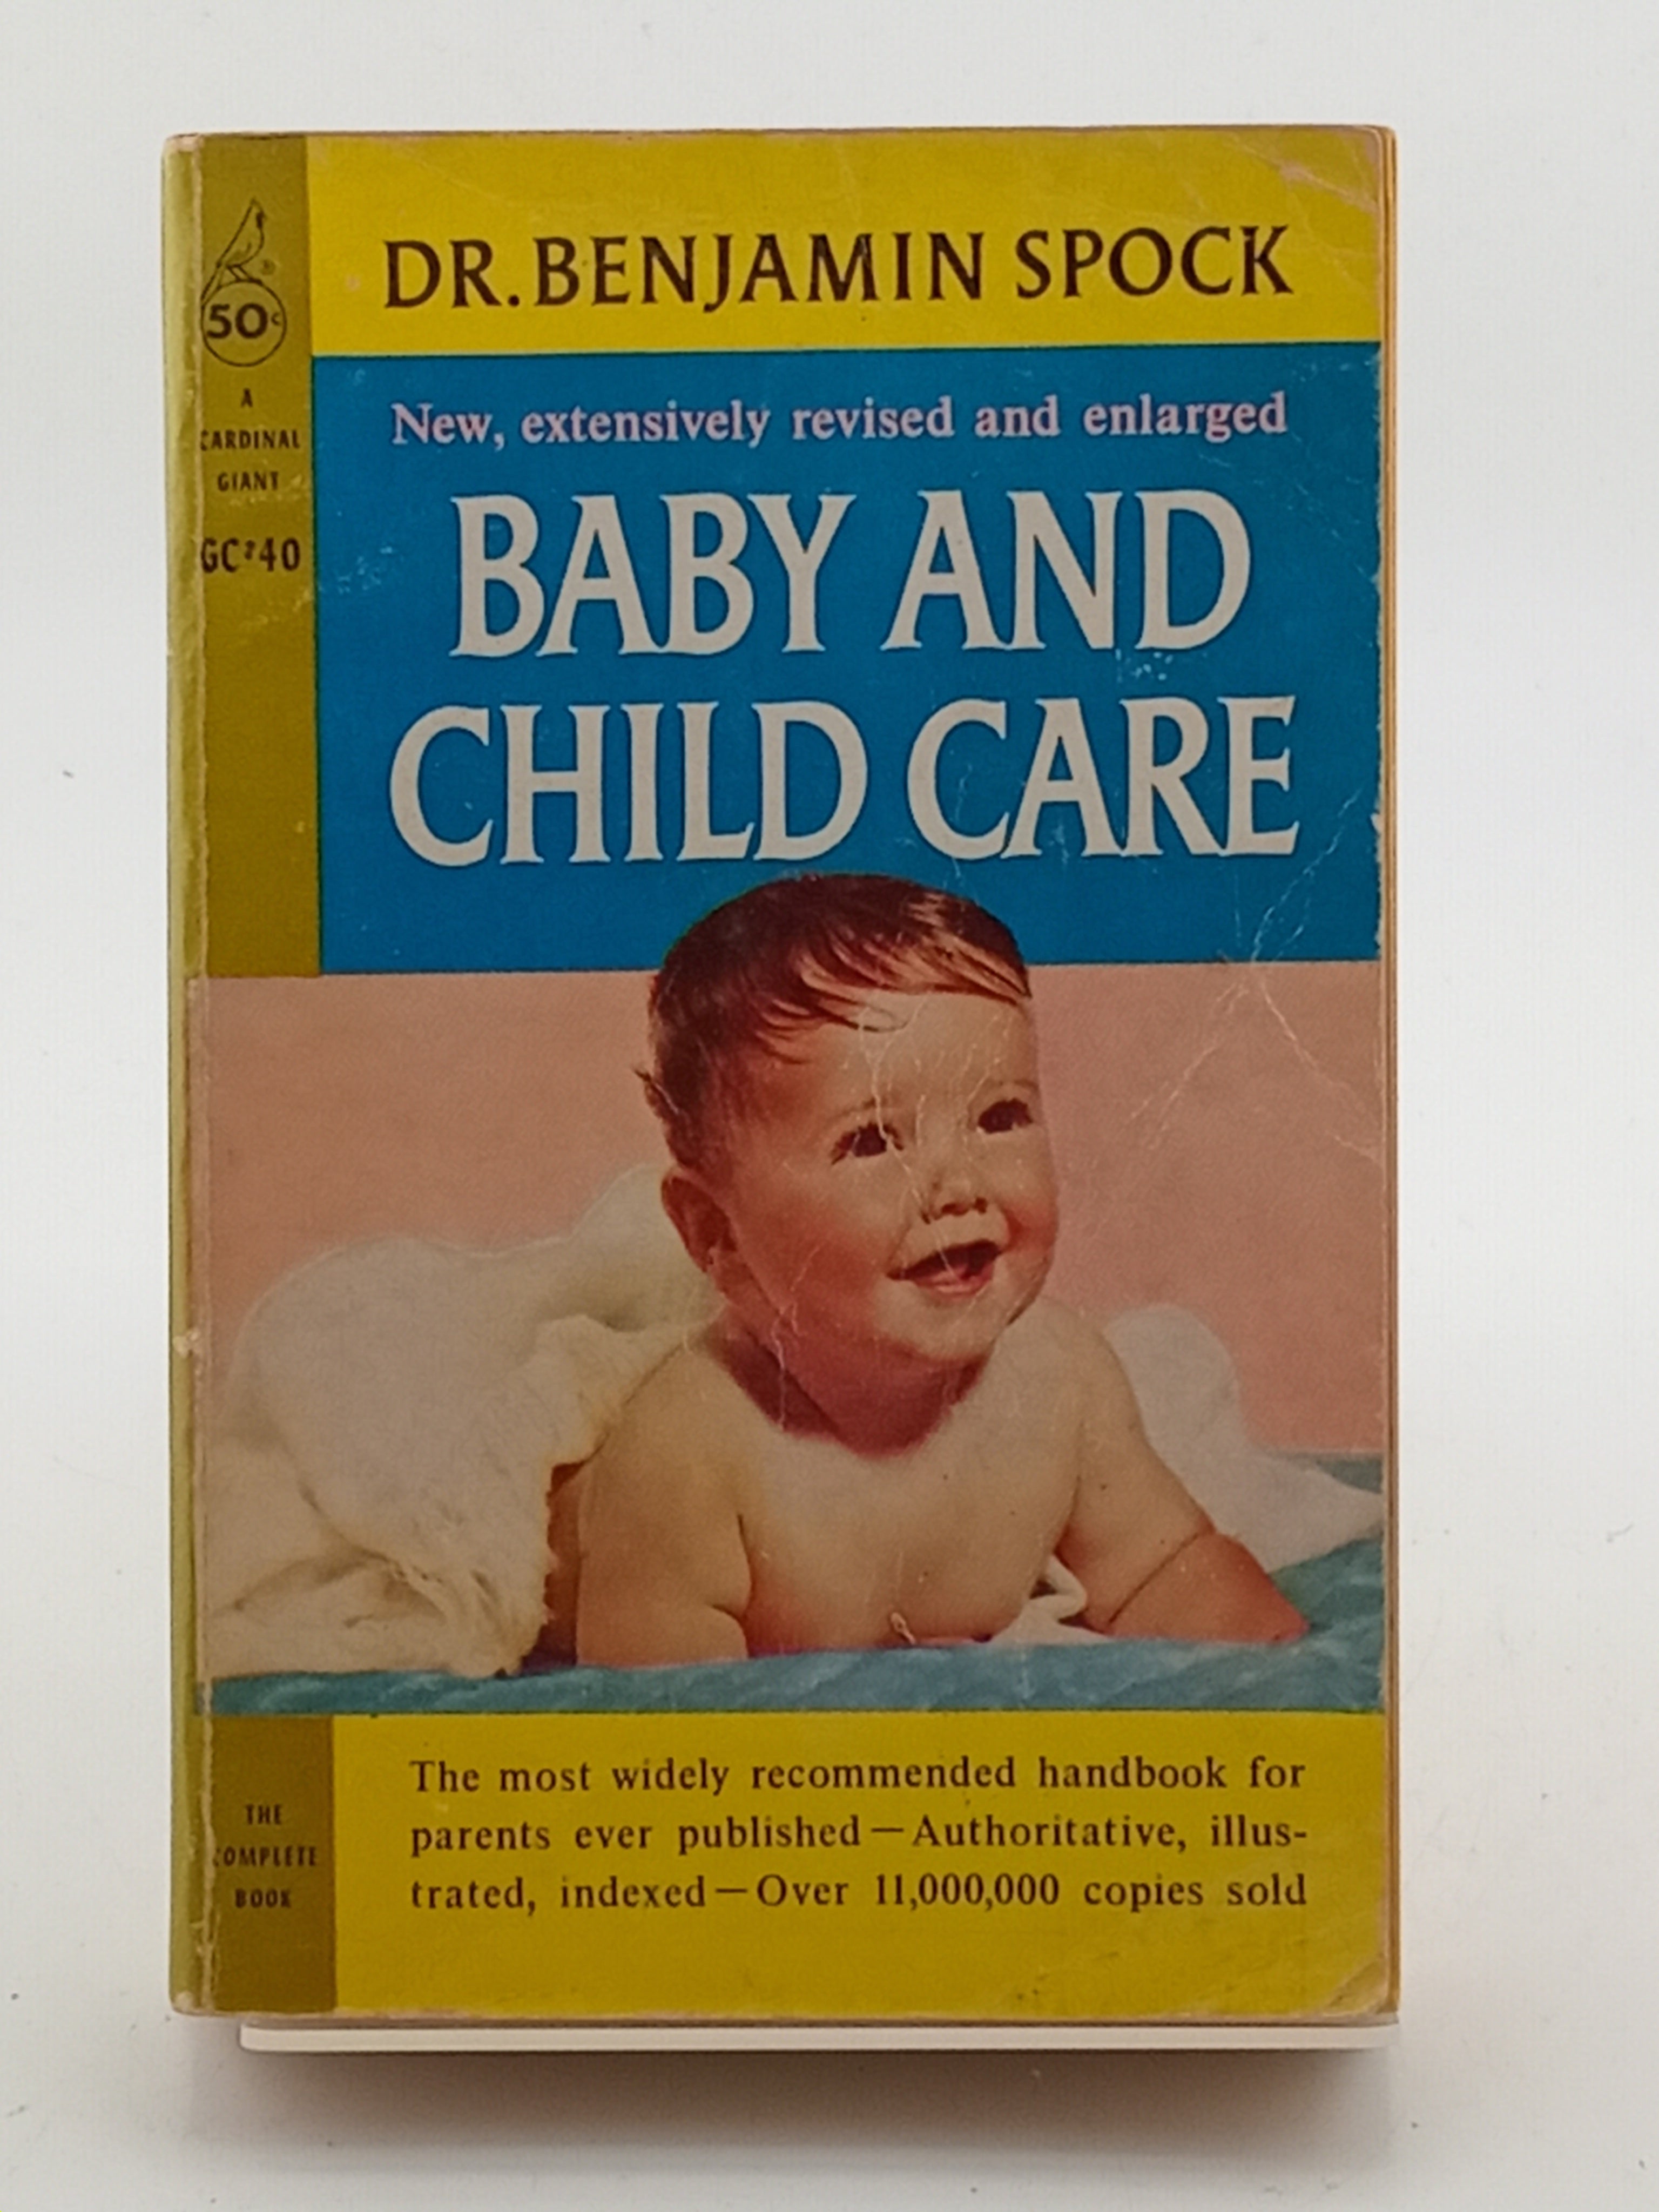 DR. BENJAMIN SPOCK
50¢
A
CARDINAL
GIANT
New, extensively revised and enlarged
BABY AND
CHILD CARE
The most widely recommended handbook for
parents ever published — Authoritative, illus-
trated, indexed — Over 11,000,000 copies sold
THE
COMPLETE
BOOK